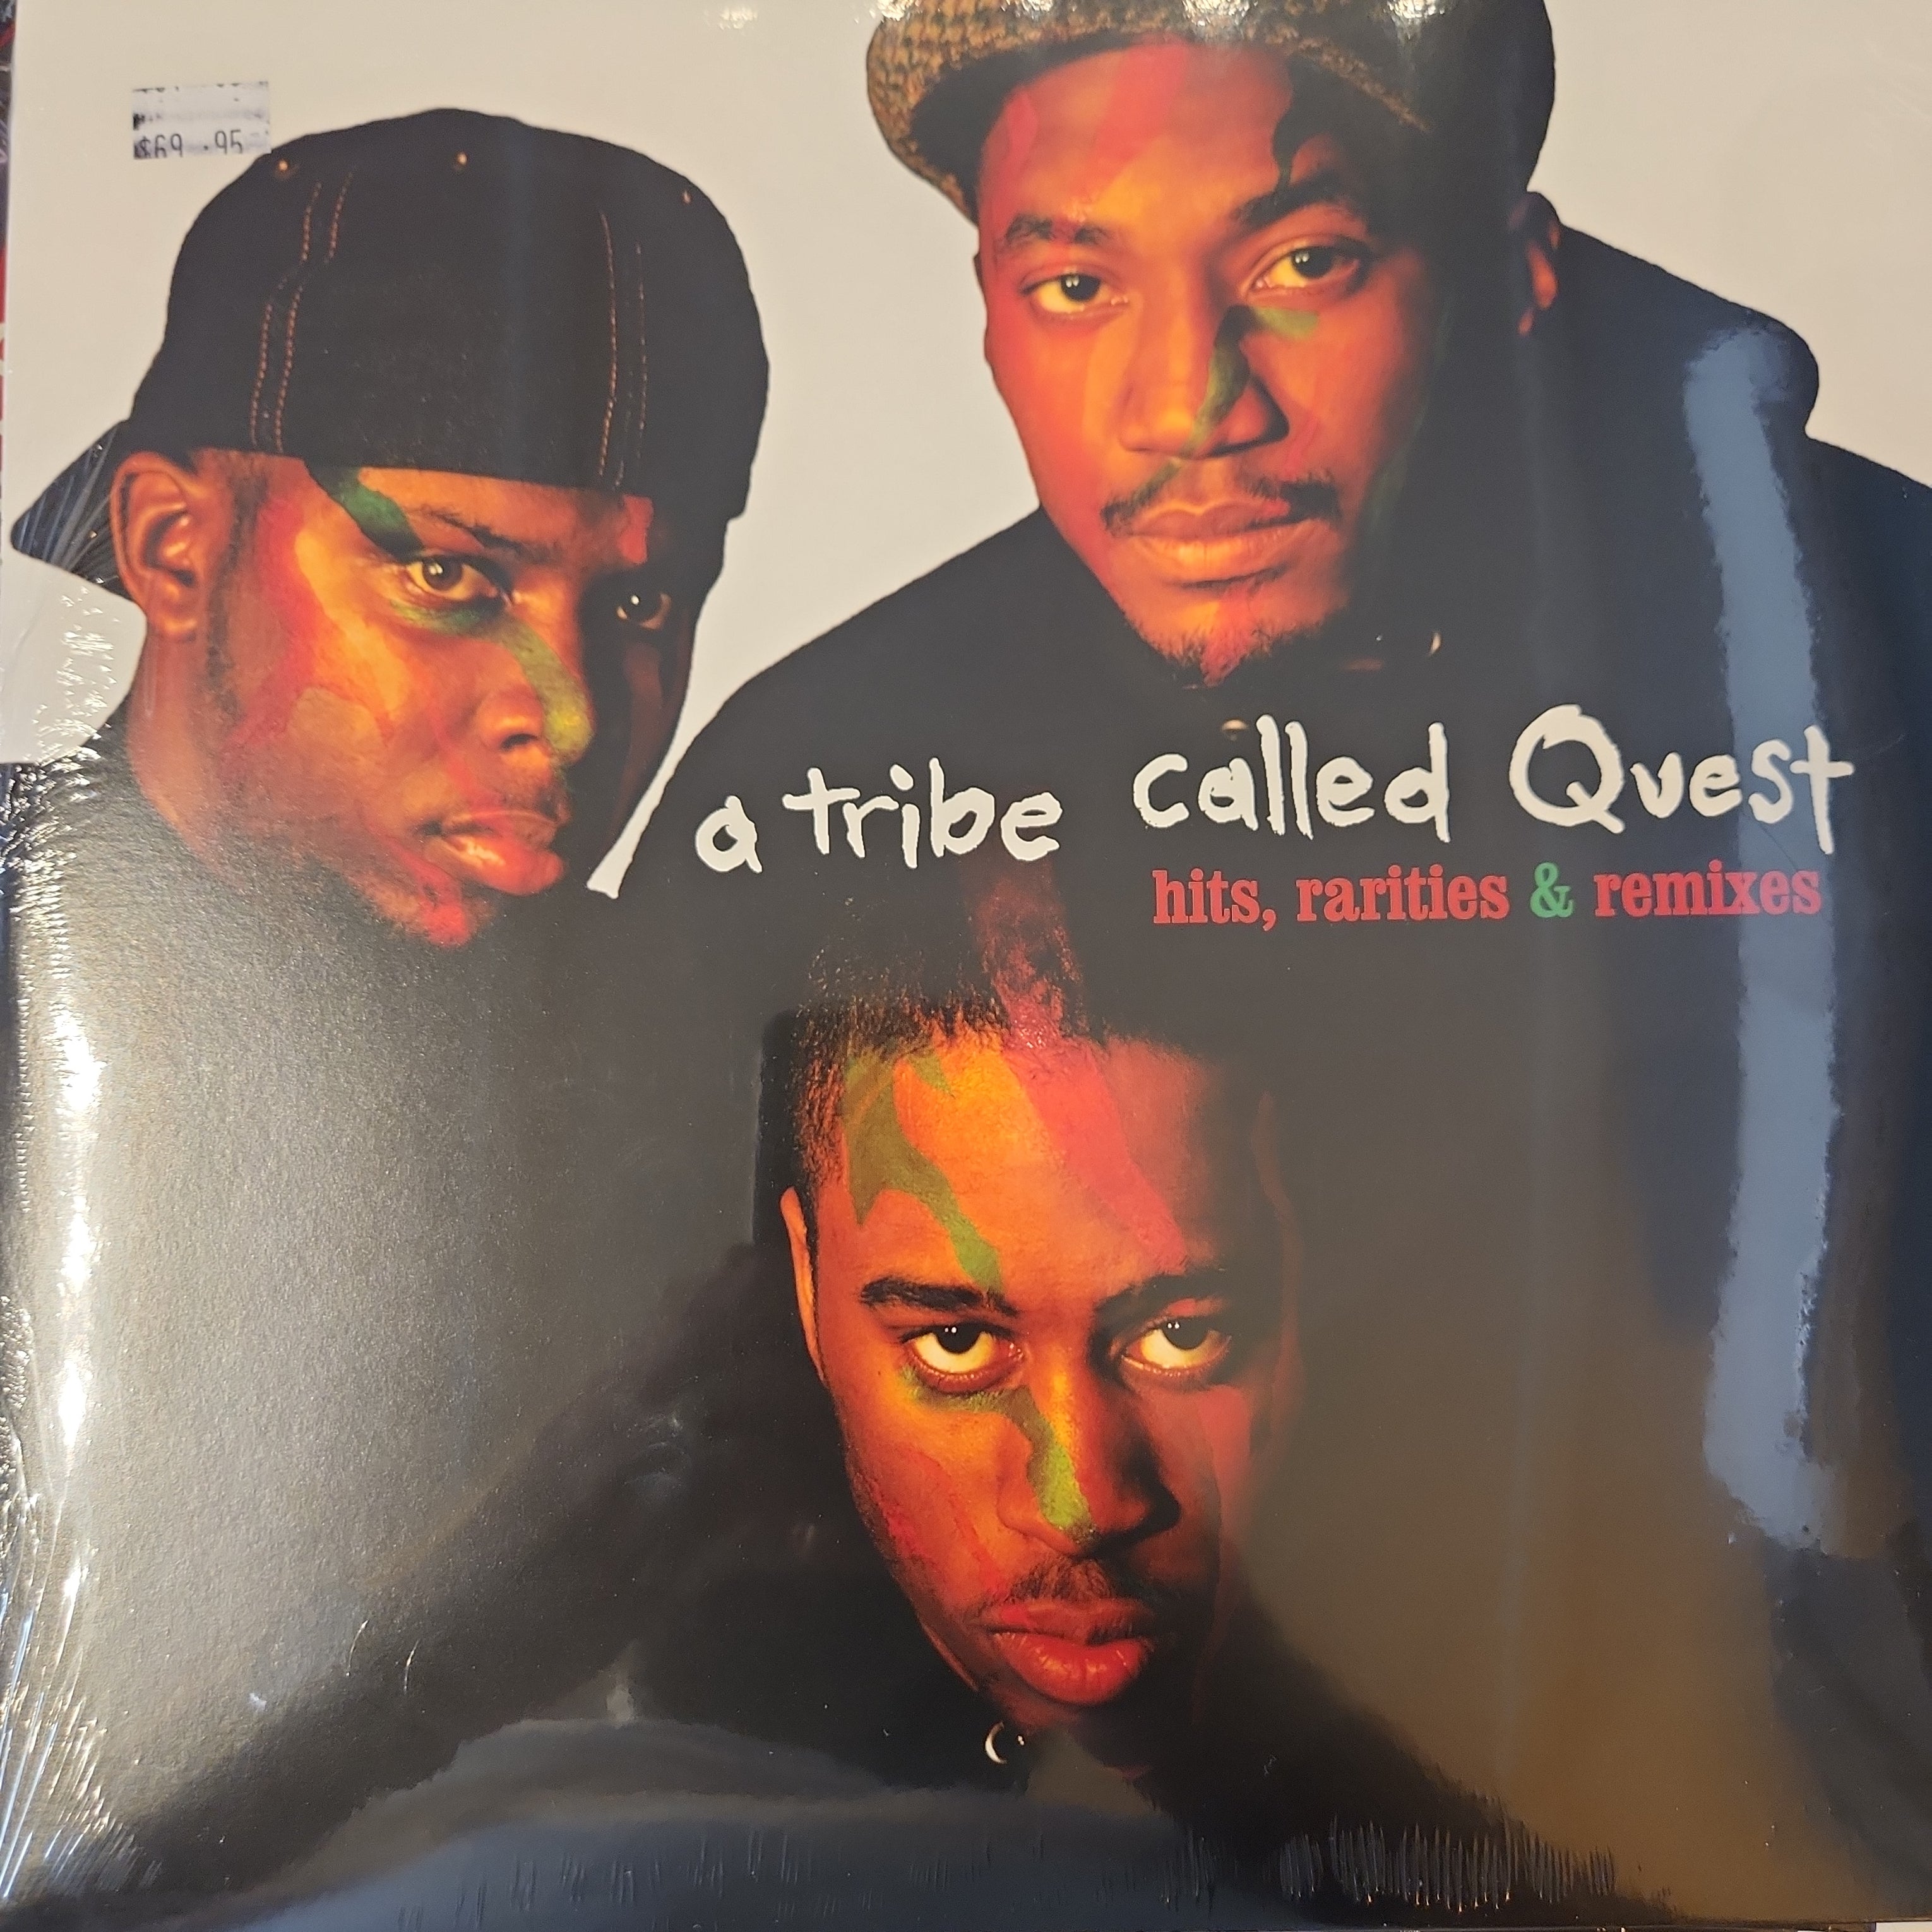 $69.95
a tribe called Quest
hits, rarities & remixes